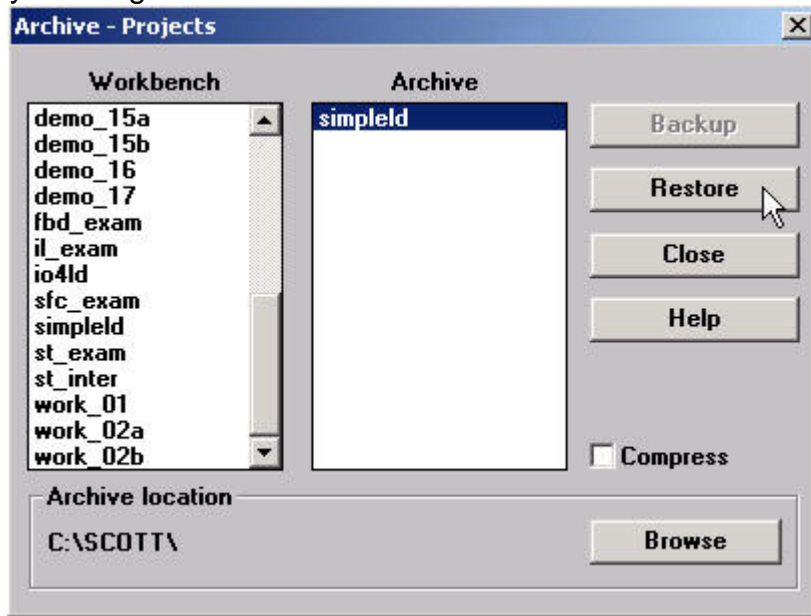 Archive - Projects
Workbench
Archive
demo_15a
demo_15b
demo_16
demo_17
fbd_exam
il_exam
io4ld
sfc_exam
simpleld
st_exam
st_inter
work_01
work_02a
work_02b
simpleld
Backup
Restore
Close
Help
Compress
Archive location
C:\SCOTT\
Browse